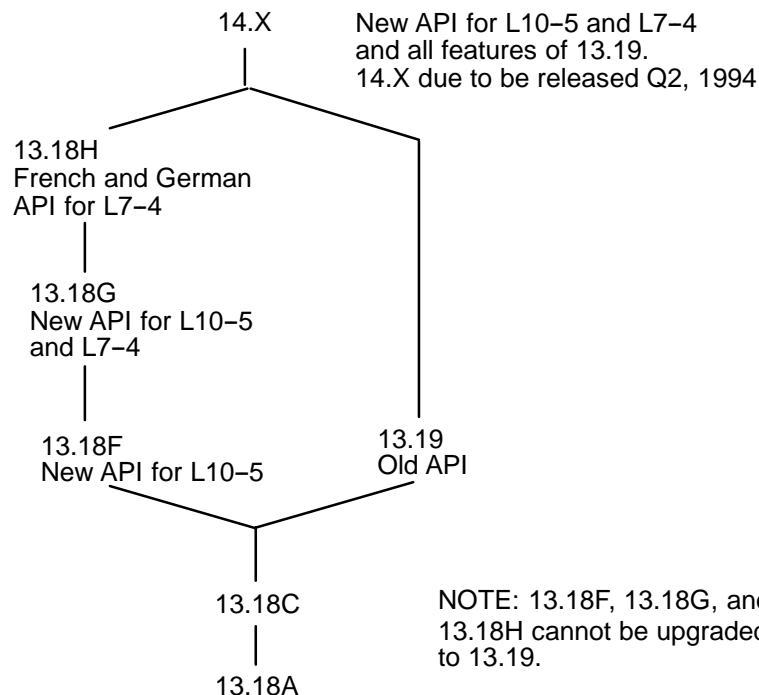 14.X
New API for L10-5 and L7-4
and all features of 13.19.
14.X due to be released Q2, 1994
13.18H
French and German
API for L7-4
13.18G
New API for L10-5
and L7-4
13.18F
New API for L10-5
13.19
Old API
13.18C
NOTE: 13.18F, 13.18G, and
13.18H cannot be upgraded
to 13.19.
13.18A